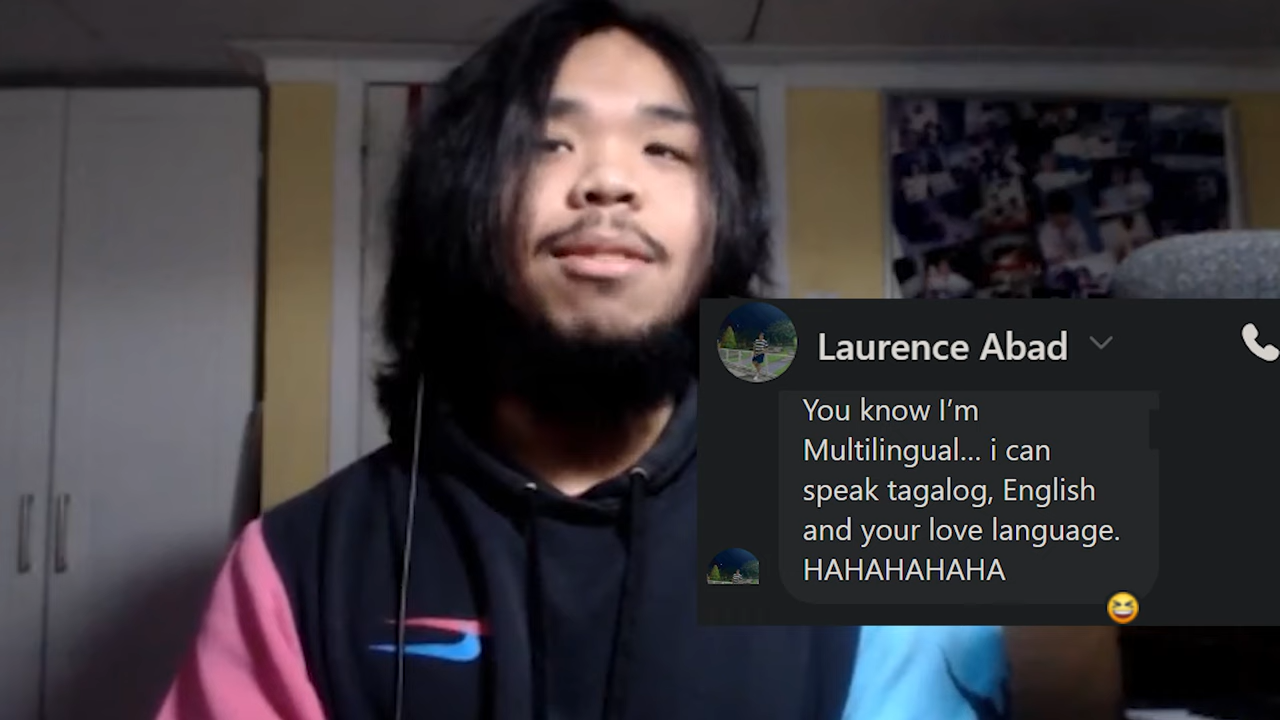 Laurence Abad
You know I’m
Multilingual... i can
speak tagalog, English
and your love language.
HAHAHAHAHA